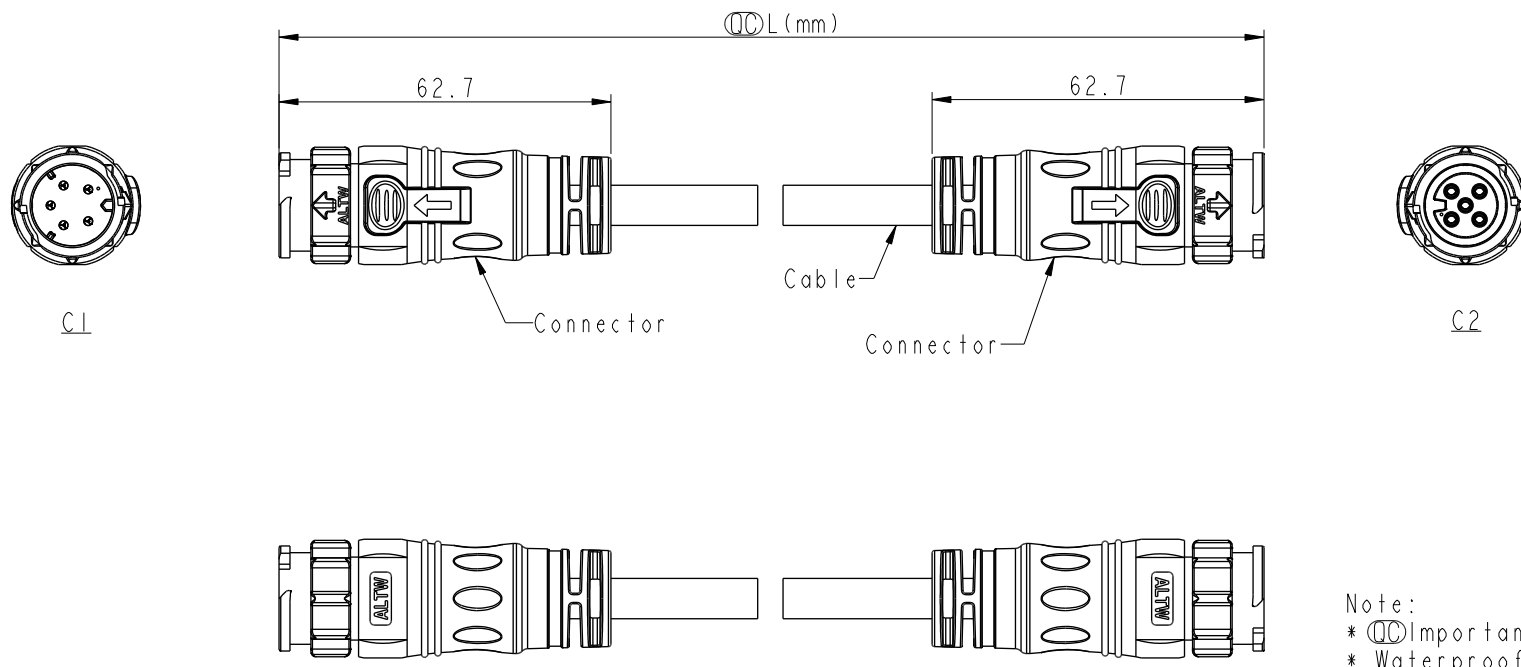 QC L(mm)
62.7
62.7
ALTW
ALTW
Cable
Connector
Connector
C1
C2
ALTW
ALTW
Note:
* QC Importan
* Waterproof